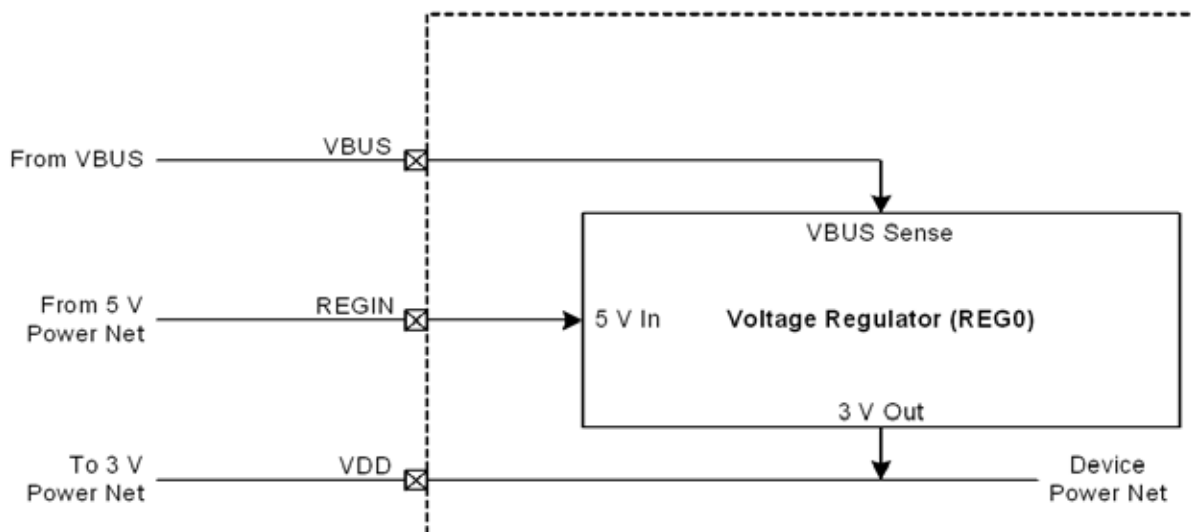 VBUS
From VBUS
VBUS Sense
From 5 V
Power Net
REGIN
5 V In
Voltage Regulator (REG0)
3 V Out
To 3 V
Power Net
VDD
Device
Power Net